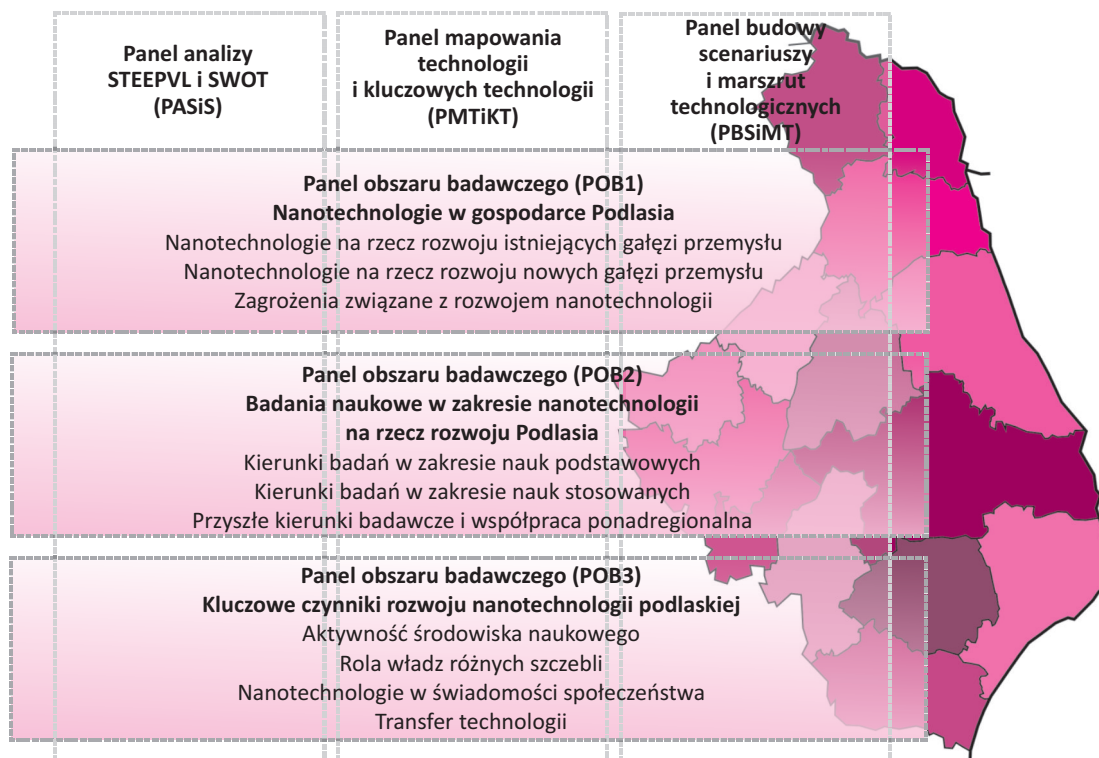 Panel analizy
STEEPVL i SWOT
(PASiS)
Panel mapowania
technologii
i kluczowych technologii
(PMTiKT)
Panel budowy
scenariuszy
i marszrut
technologicznych
(PBSiMT)
Panel obszaru badawczego (POB1)
Nanotechnologie w gospodarce Podlasia
Nanotechnologie na rzecz rozwoju istniejących gałęzi przemysłu
Nanotechnologie na rzecz rozwoju nowych gałęzi przemysłu
Zagrożenia związane z rozwojem nanotechnologii
Panel obszaru badawczego (POB2)
Badania naukowe w zakresie nanotechnologii
na rzecz rozwoju Podlasia
Kierunki badań w zakresie nauk podstawowych
Kierunki badań w zakresie nauk stosowanych
Przyszłe kierunki badawcze i współpraca ponadregionalna
Panel obszaru badawczego (POB3)
Kluczowe czynniki rozwoju nanotechnologii podlaskiej
Aktywność środowiska naukowego
Rola władz różnych szczebli
Nanotechnologie w świadomości społeczeństwa
Transfer technologii